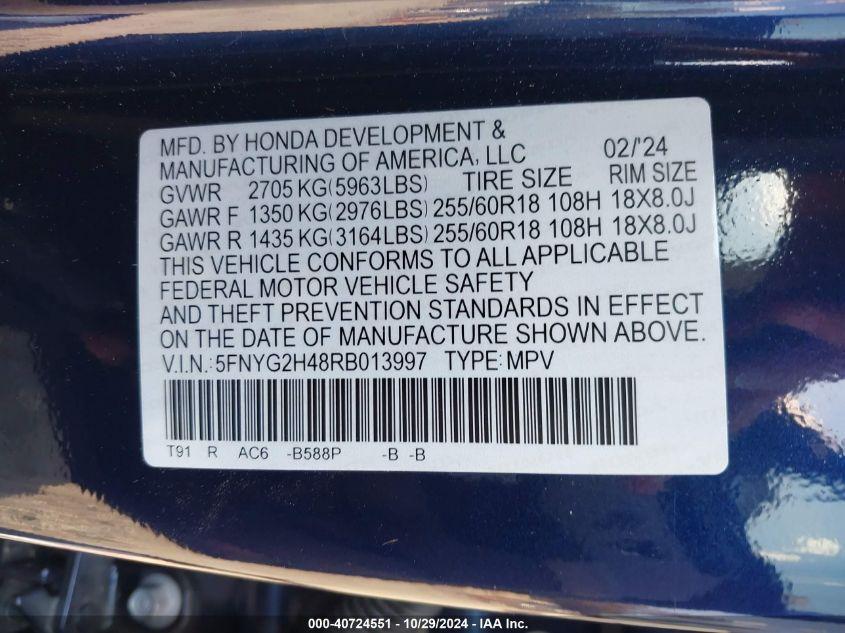 MFD. BY HONDA DEVELOPMENT &
MANUFACTURING OF AMERICA, LLC 02/'24
GVWR 2705 KG(5963LBS) TIRE SIZE RIM SIZE
GAWR F 1350 KG(2976LBS) 255/60R18 108H 18X8.0J
GAWR R 1435 KG(3164LBS) 255/60R18 108H 18X8.0J
THIS VEHICLE CONFORMS TO ALL APPLICABLE
FEDERAL MOTOR VEHICLE SAFETY
AND THEFT PREVENTION STANDARDS IN EFFECT
ON THE DATE OF MANUFACTURE SHOWN ABOVE.
V.I.N.: 5FNYG2H48RB013997 TYPE: MPV
T91 R AC6 -B588P -B -B
000-40724551 - 10/29/2024 - IAA Inc.